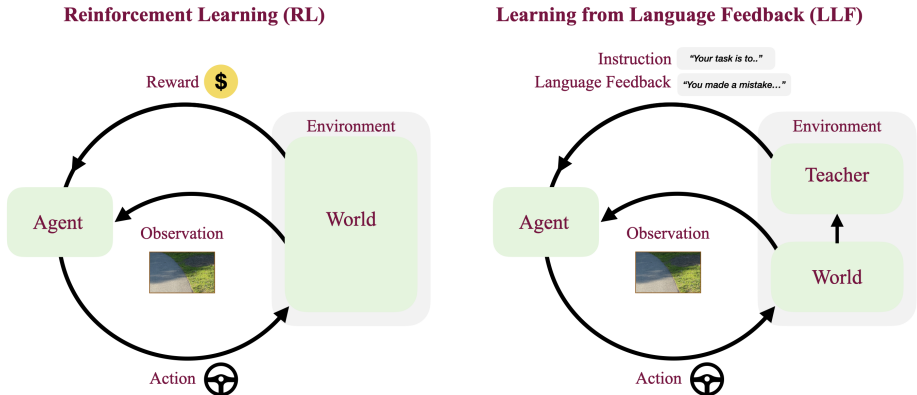 Reinforcement Learning (RL)
Reward $
Environment
Agent
World
Observation
Action
Learning from Language Feedback (LLF)
Instruction "Your task is to.."
Language Feedback "You made a mistake…"
Environment
Teacher
Agent
Observation
World
Action